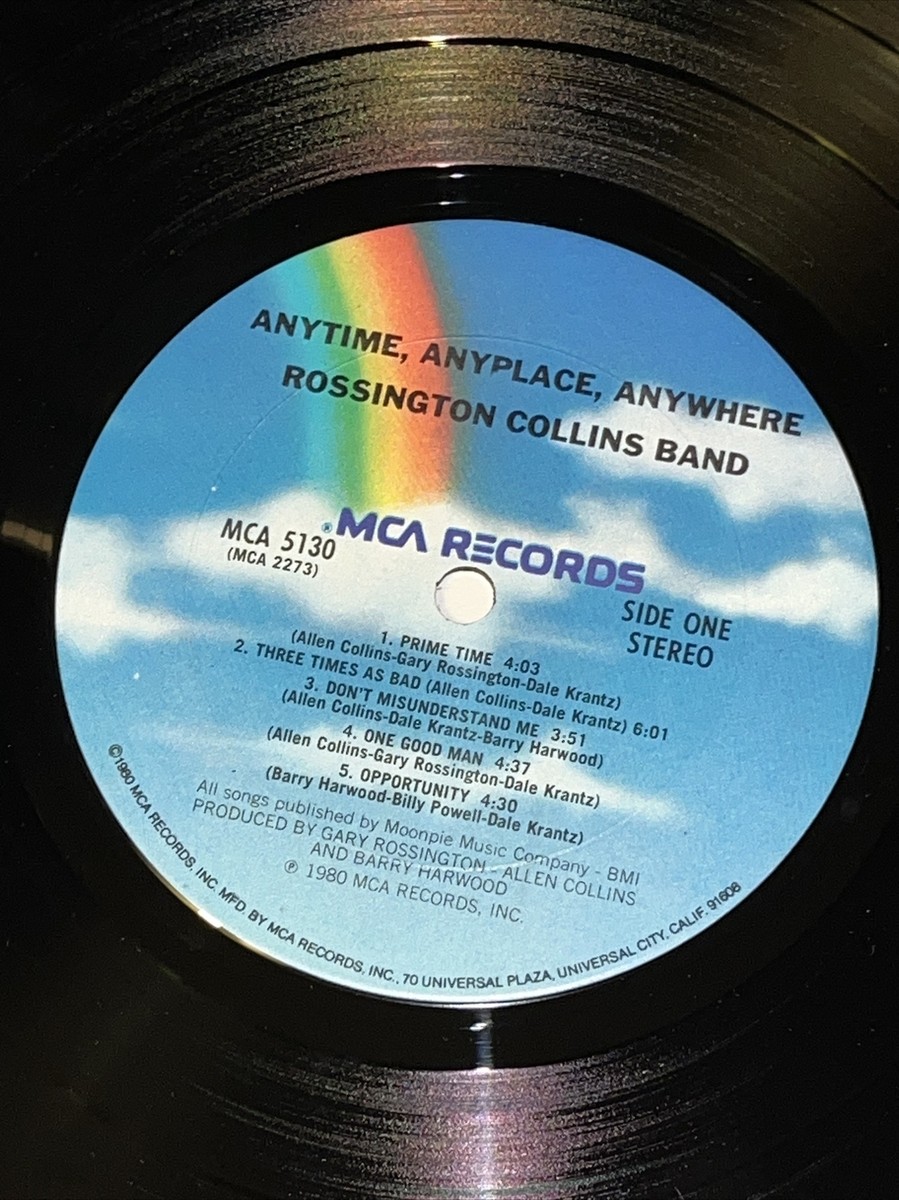 ANYTIME, ANYPLACE, ANYWHERE
ROSSINGTON COLLINS BAND
® MCA RECORDS
MCA 5130
(MCA 2273)
SIDE ONE
STEREO
1. PRIME TIME 4:03
(Allen Collins-Gary Rossington-Dale Krantz)
2. THREE TIMES AS BAD (Allen Collins-Dale Krantz) 6:01
3. DON'T MISUNDERSTAND ME 3:51
(Allen Collins-Dale Krantz-Barry Harwood)
4. ONE GOOD MAN 4:37
(Allen Collins-Gary Rossington-Dale Krantz)
5. OPPORTUNITY 4:30
(Barry Harwood-Billy Powell-Dale Krantz)
All songs published by Moonpie Music Company - BMI
PRODUCED BY GARY ROSSINGTON - ALLEN COLLINS
AND BARRY HARWOOD
℗ 1980 MCA RECORDS, INC.
©1980 MCA RECORDS, INC. MFD. BY MCA RECORDS, INC., 70 UNIVERSAL PLAZA, UNIVERSAL CITY, CALIF. 91608